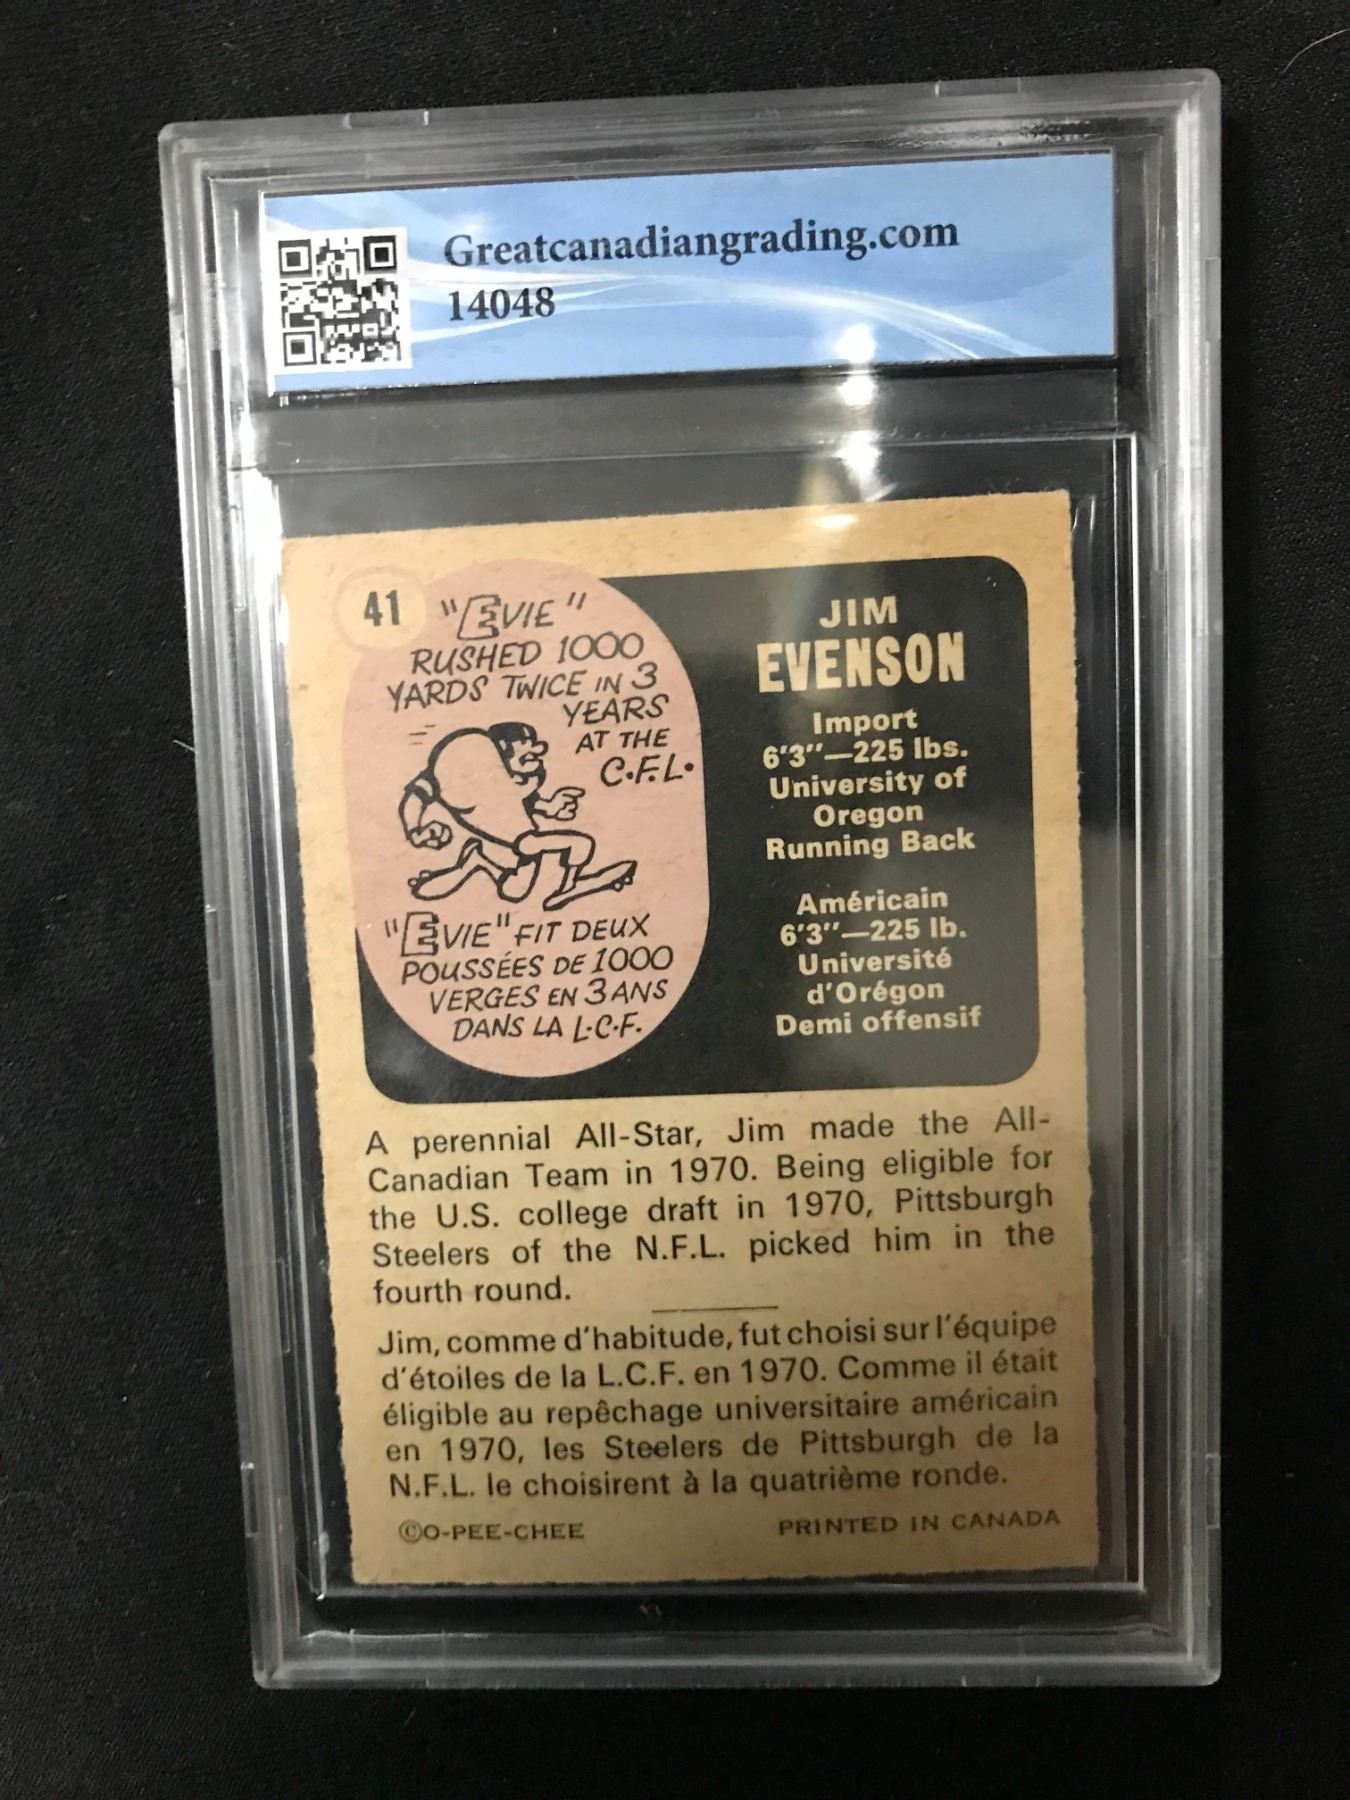 Greatcanadiangrading.com
14048
41
"EVIE"
RUSHED 1000
YARDS TWICE IN 3
YEARS
AT THE
C.F.L.
"EVIE" FIT DEUX
POUSSÉES DE 1000
VERGES EN 3 ANS
DANS LA L.C.F.
JIM
EVENSON
Import
6'3"—225 lbs.
University of
Oregon
Running Back
Américain
6'3"—225 lb.
Université
d'Orégon
Demi offensif
A perennial All-Star, Jim made the All-
Canadian Team in 1970. Being eligible for
the U.S. college draft in 1970, Pittsburgh
Steelers of the N.F.L. picked him in the
fourth round.
Jim, comme d'habitude, fut choisi sur l'équipe
d'étoiles de la L.C.F. en 1970. Comme il était
éligible au repêchage universitaire américain
en 1970, les Steelers de Pittsburgh de la
N.F.L. le choisirent à la quatrième ronde.
©O-PEE-CHEE
PRINTED IN CANADA